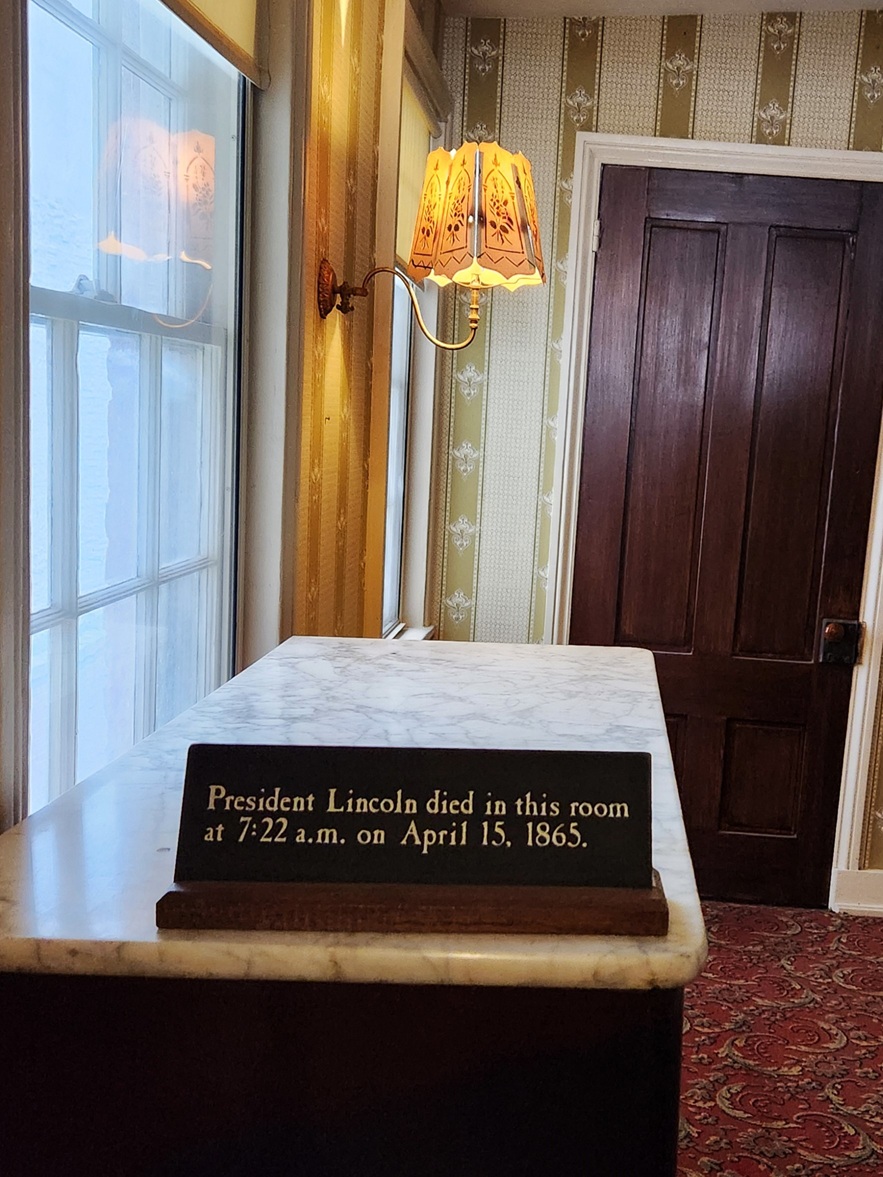 President Lincoln died in this room
at 7:22 a.m. on April 15, 1865.